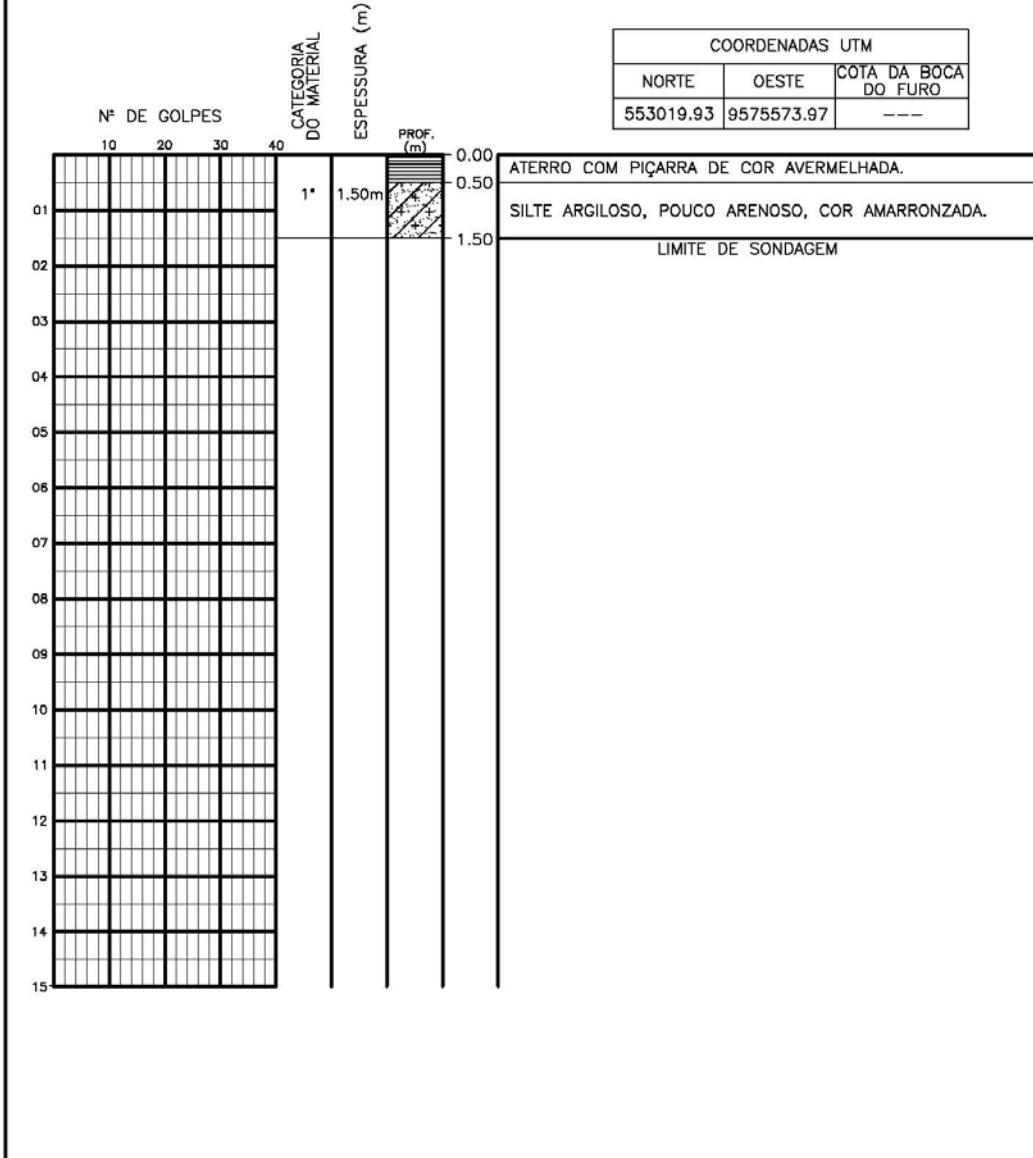 COORDENADAS UTM
NORTE OESTE COTA DA BOCA DO FURO
553019.93 9575573.97 ---
Nª DE GOLPES
CATEGORIA DO MATERIAL
ESPESSURA (m)
PROF. (m)
10 20 30 40
0.00
ATERRO COM PIÇARRA DE COR AVERMELHADA.
0.50
1ª 1.50m
SILTE ARGILOSO, POUCO ARENOSO, COR AMARRONZADA.
1.50
LIMITE DE SONDAGEM
01
02
03
04
05
06
07
08
09
10
11
12
13
14
15